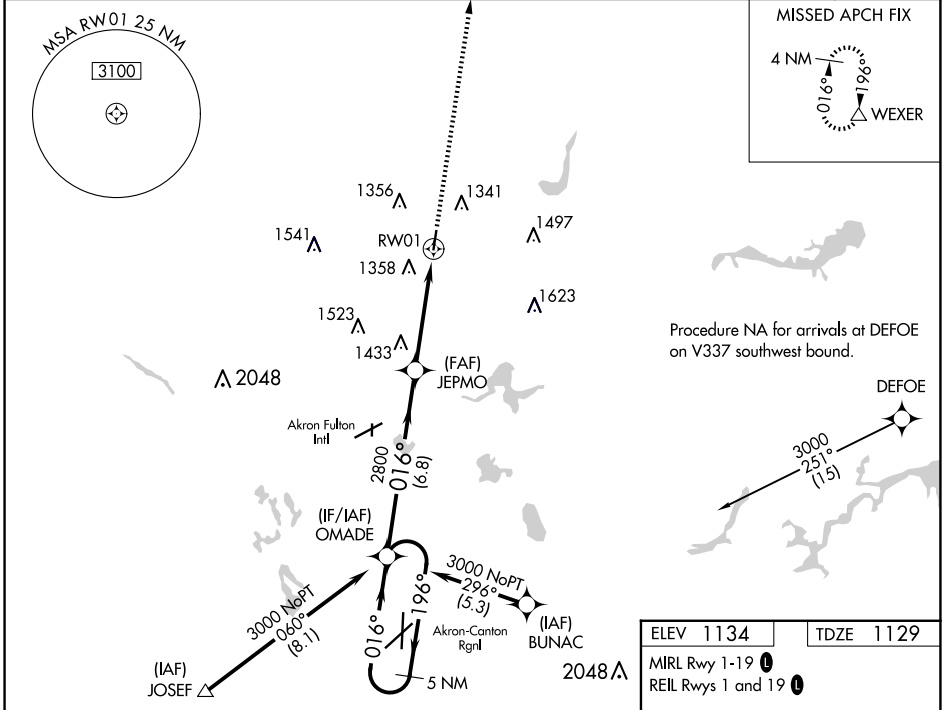 MSA RW01 25 NM
3100
MISSED APCH FIX
4 NM
016°
196°
WEXER
1356
1341
1541
RW01
1497
1358
1623
1523
1433
Procedure NA for arrivals at DEFOE
on V337 southwest bound.
(FAF)
JEPMO
2048
DEFOE
Akron Fulton
Intl
3000
251°
(15)
2800
016°
(6.8)
(IF/IAF)
OMADE
3000 NoPT
296°
(5.3)
3000 NoPT
060°
(8.1)
016°
196°
Akron-Canton
Rgnl
(IAF)
BUNAC
(IAF)
JOSEF
5 NM
2048
ELEV 1134
TDZE 1129
MIRL Rwy 1-19 L
REIL Rwys 1 and 19 L